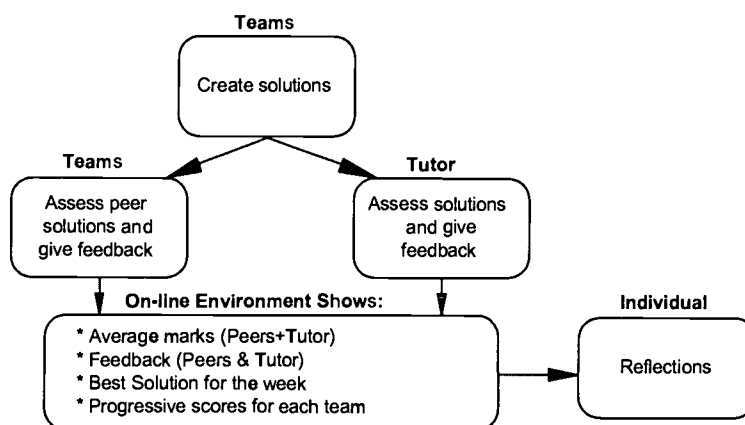 Teams
Create solutions
Teams
Assess peer
solutions and
give feedback
Tutor
Assess solutions
and give
feedback
On-line Environment Shows:
* Average marks (Peers+Tutor)
* Feedback (Peers & Tutor)
* Best Solution for the week
* Progressive scores for each team
Individual
Reflections